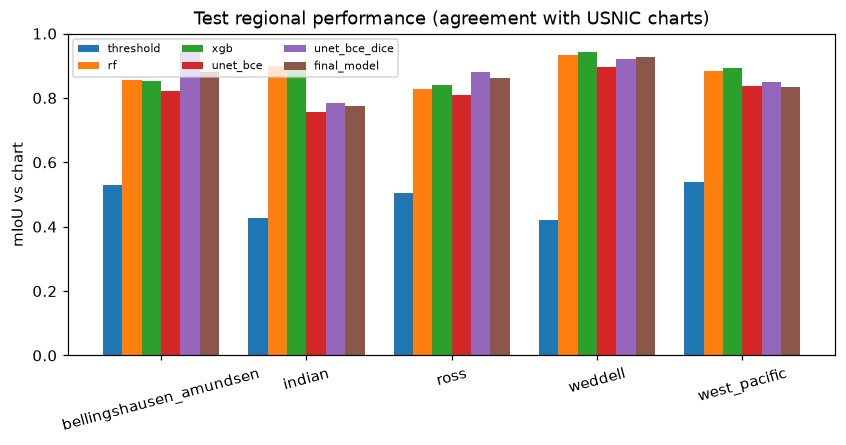 Test regional performance (agreement with USNIC charts)
threshold xgb unet_bce_dice
rf unet_bce final_model
mIoU vs chart
1.0
0.8
0.6
0.4
0.2
0.0
bellingshausen_amundsen indian ross weddell west_pacific